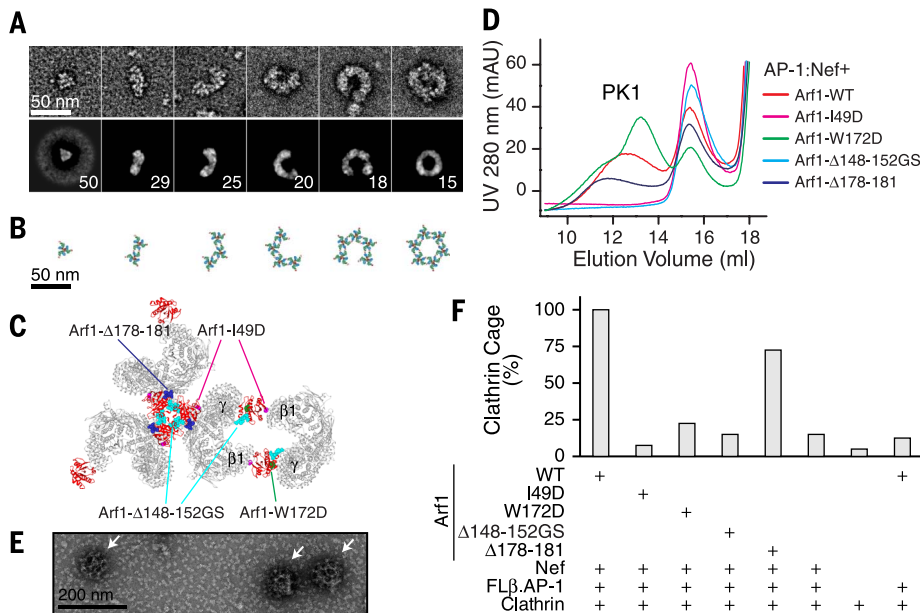 A
50 nm
50 29 25 20 18 15
B
50 nm
C
Arf1-Δ178-181 Arf1-I49D
γ β1
β1 γ
Arf1-Δ148-152GS Arf1-W172D
E
200 nm
D
UV 280 nm (mAU)
60
40
20
0
PK1
10 12 14 16 18
Elution Volume (ml)
AP-1:Nef+
Arf1-WT
Arf1-I49D
Arf1-W172D
Arf1-Δ148-152GS
Arf1-Δ178-181
F
Clathrin Cage
(%)
100
75
50
25
0
Arf1
WT + +
I49D +
W172D +
Δ148-152GS +
Δ178-181 +
Nef + + + + + +
FLβ.AP-1 + + + + + + +
Clathrin + + + + + + + +